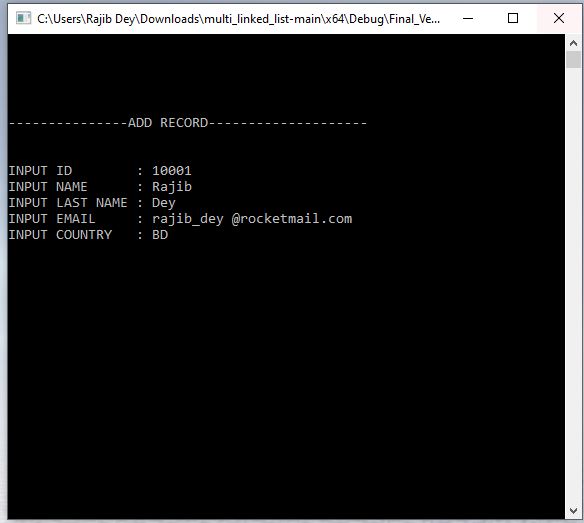 C:\Users\Rajib Dey\Downloads\multi_linked_list-main\x64\Debug\Final_Ve...
---------------ADD RECORD--------------------
INPUT ID        : 10001
INPUT NAME      : Rajib
INPUT LAST NAME : Dey
INPUT EMAIL     : rajib_dey @rocketmail.com
INPUT COUNTRY   : BD